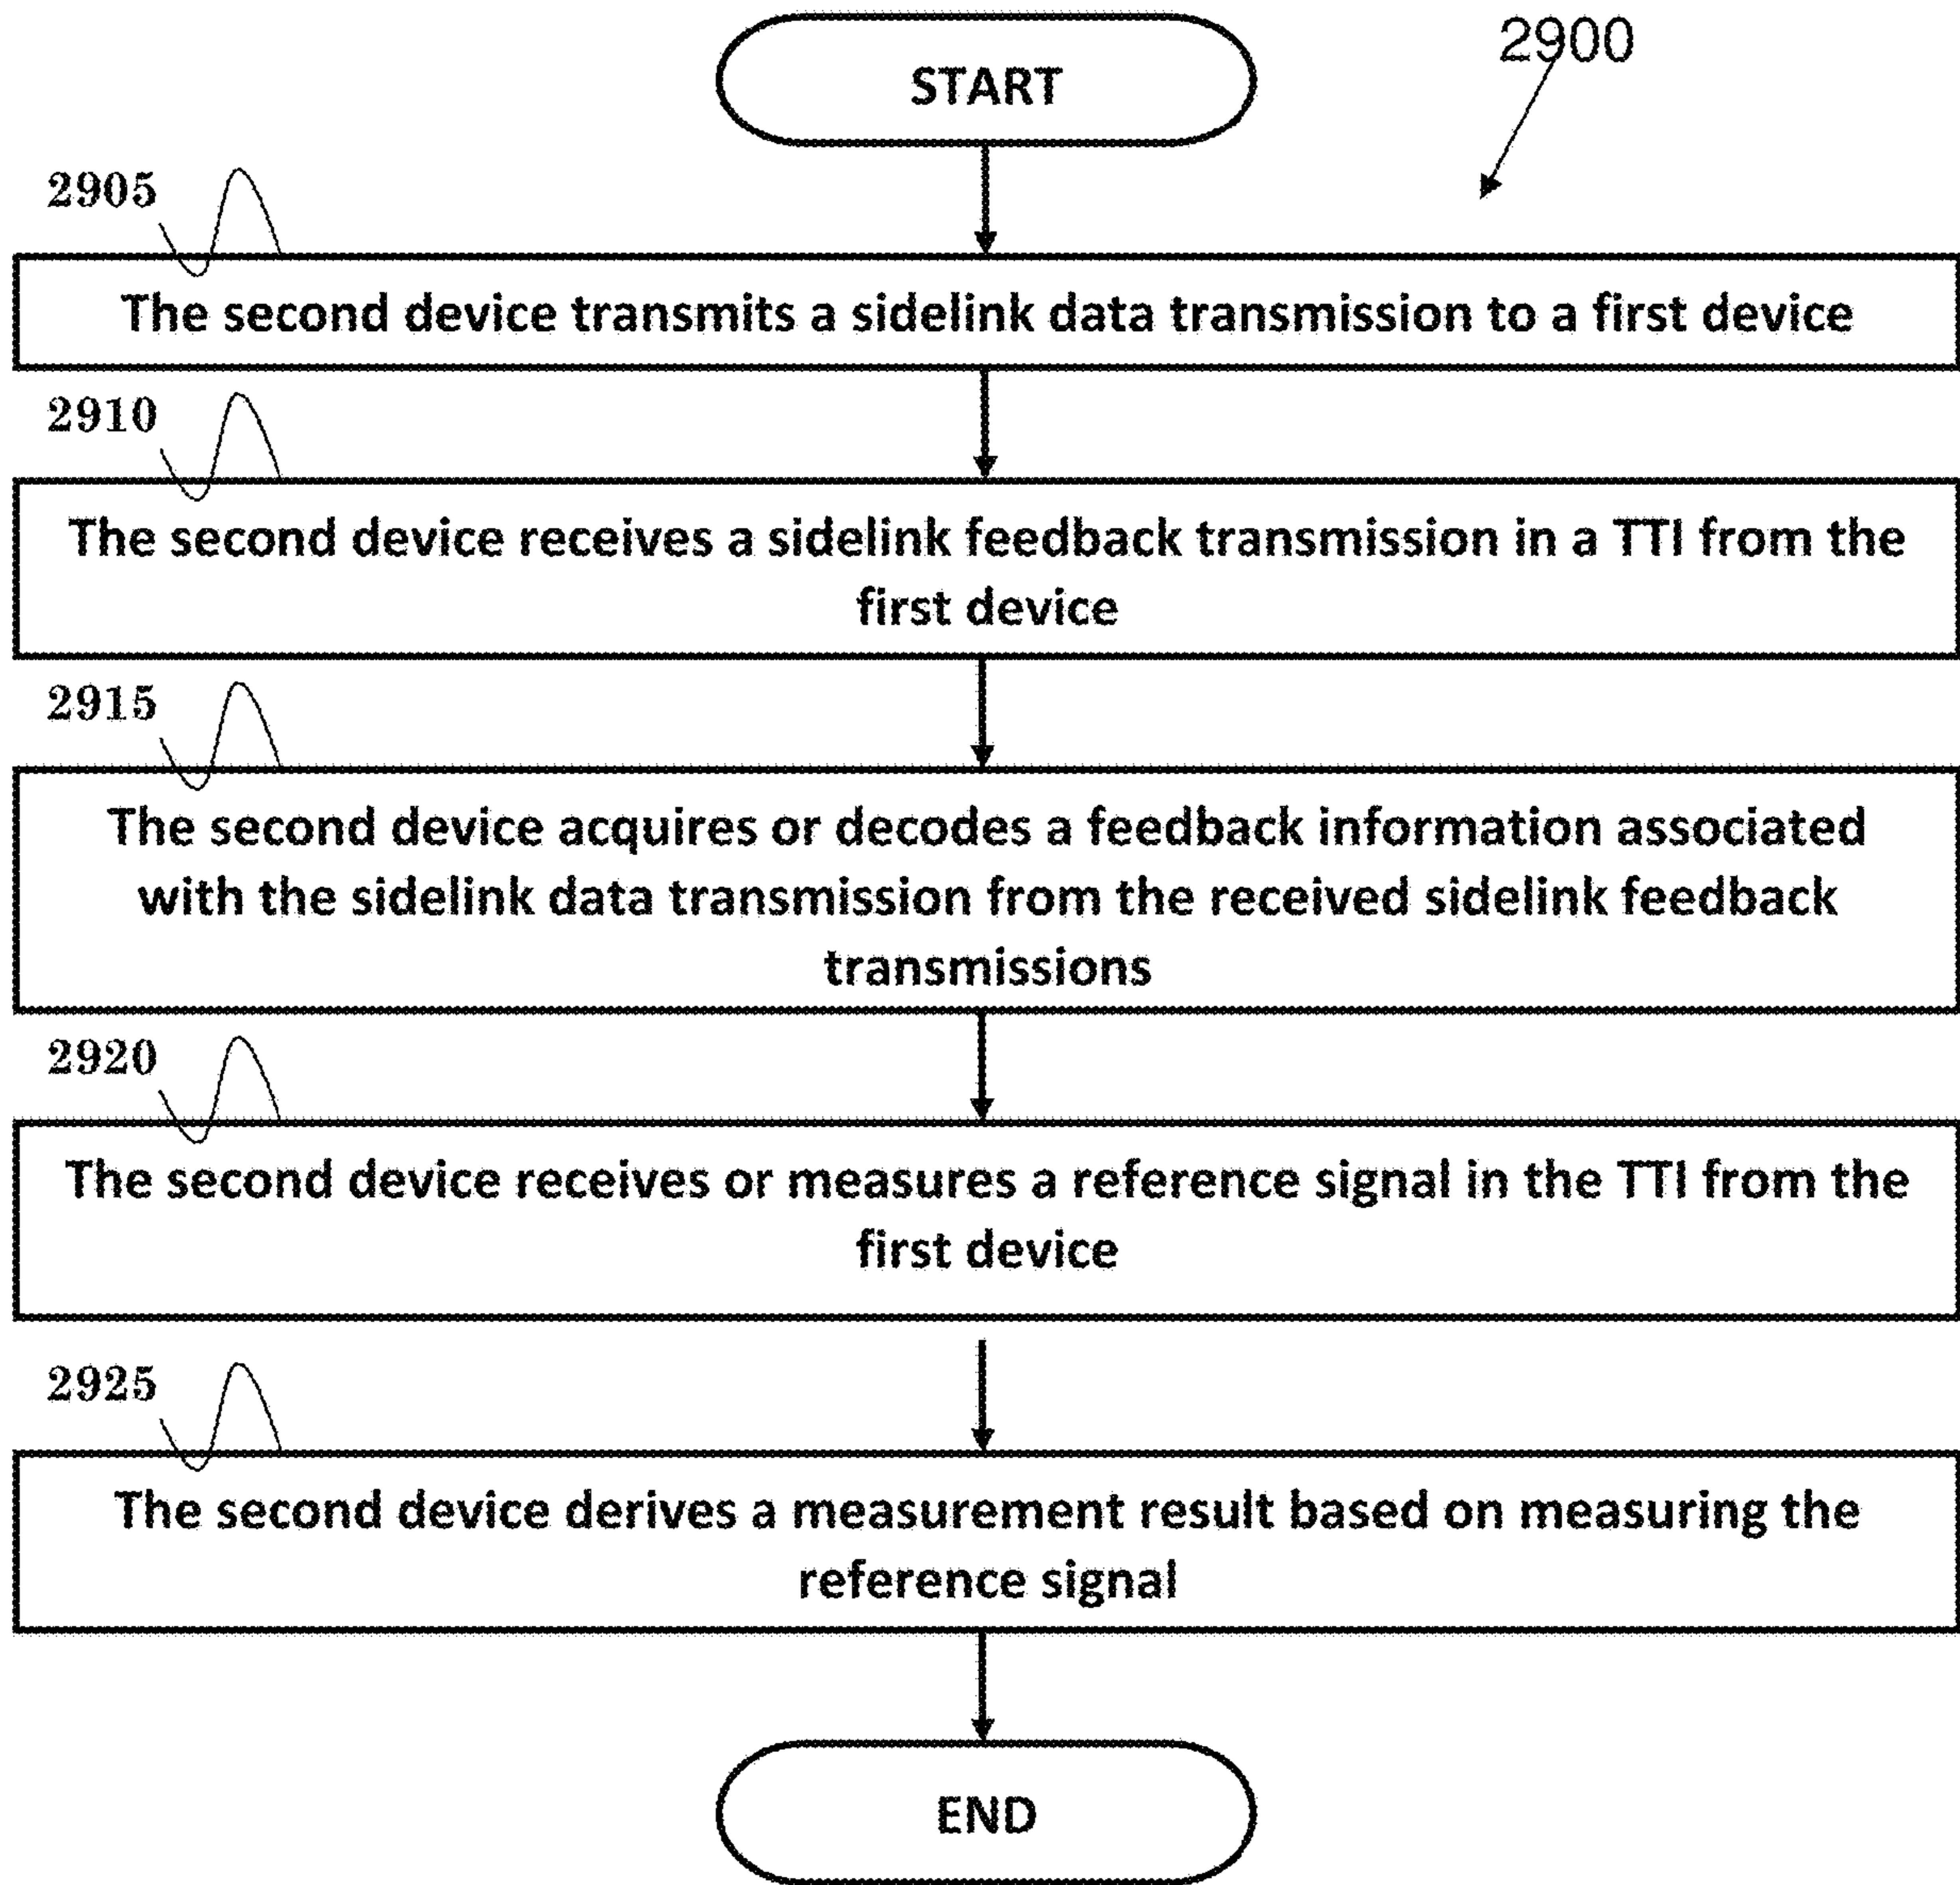 START
2900
2905
The second device transmits a sidelink data transmission to a first device
2910
The second device receives a sidelink feedback transmission in a TTI from the
first device
2915
The second device acquires or decodes a feedback information associated
with the sidelink data transmission from the received sidelink feedback
transmissions
2920
The second device receives or measures a reference signal in the TTI from the
first device
2925
The second device derives a measurement result based on measuring the
reference signal
END